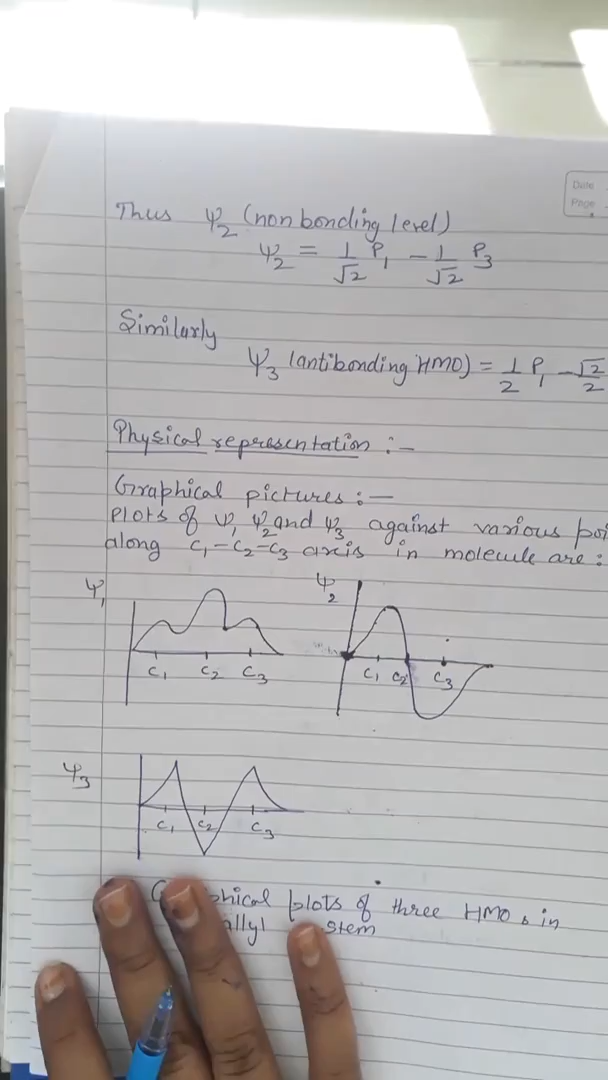 Date
Page
Thus ψ₂ (non bonding level)
ψ₂ = 1/√2 P₁ - 1/√2 P₃
Similarly
ψ₃ (antibonding HMO) = 1/2 P₁ - √2/2
Physical representation :-
Graphical pictures :-
Plots of ψ₁ ψ₂ and ψ₃ against various poi
along C₁-C₂-C₃ axis in molecule are :
ψ₁ ψ₂
C₁ C₂ C₃ C₁ C₂ C₃
ψ₃
C₁ C₂ C₃
plots of three HMOs in
allyl